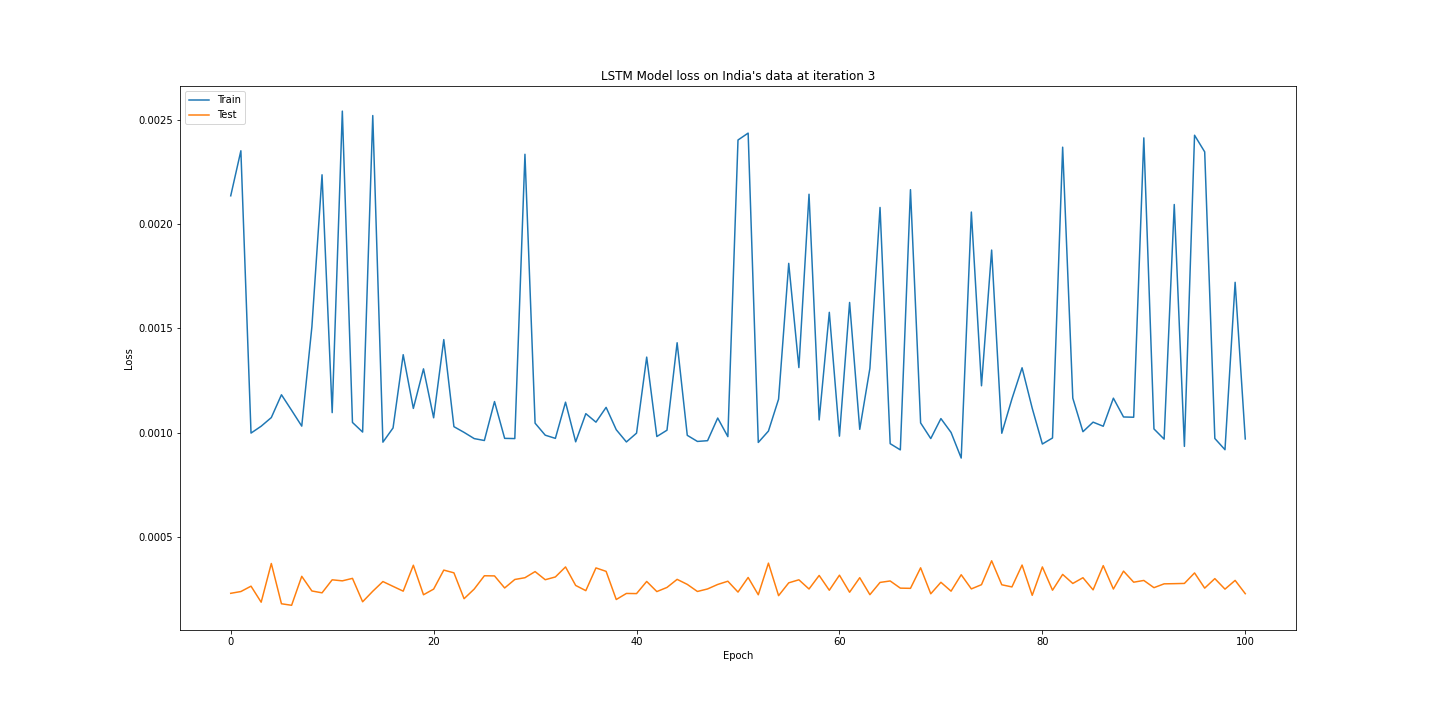 LSTM Model loss on India's data at iteration 3
Train
Test
0.0025
0.0020
0.0015
0.0010
0.0005
Loss
0 20 40 60 80 100
Epoch